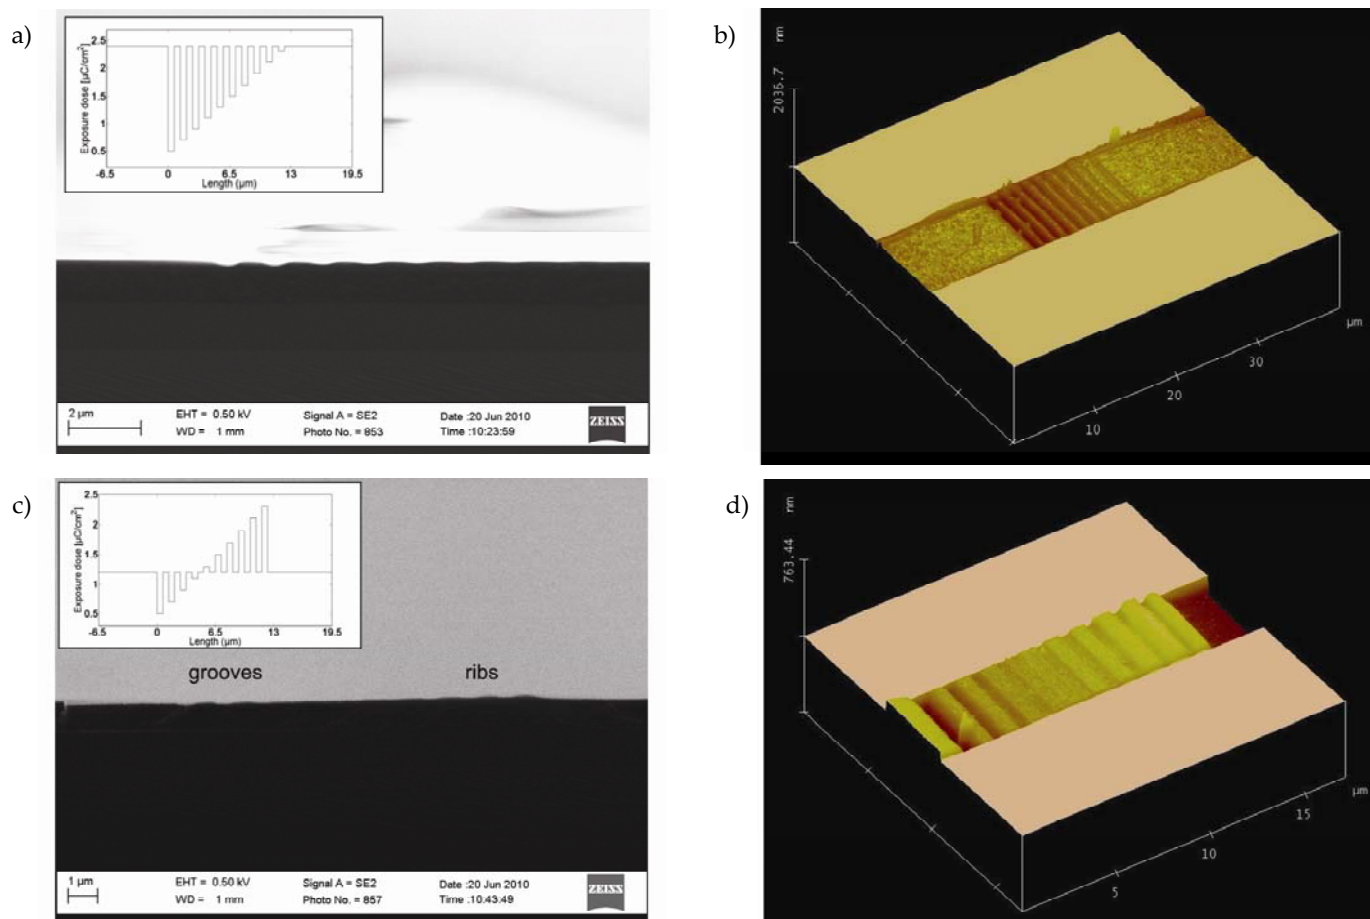 a)
2.5
2
1.5
1
0.5
Exposure dose [µC/cm²]
-6.5 0 6.5 13 19.5
Length (µm)
2 µm
EHT = 0.50 kV Signal A = SE2 Date :20 Jun 2010
WD = 1 mm Photo No. = 853 Time :10:23:59
ZEISS
b)
nm
2035.7
µm
30
20
10
c)
2.5
2
1.5
1
0.5
Exposure dose [µC/cm²]
-6.5 0 6.5 13 19.5
Length (µm)
grooves ribs
1 µm
EHT = 0.50 kV Signal A = SE2 Date :20 Jun 2010
WD = 1 mm Photo No. = 857 Time :10:43:49
ZEISS
d)
nm
763.44
µm
15
10
5